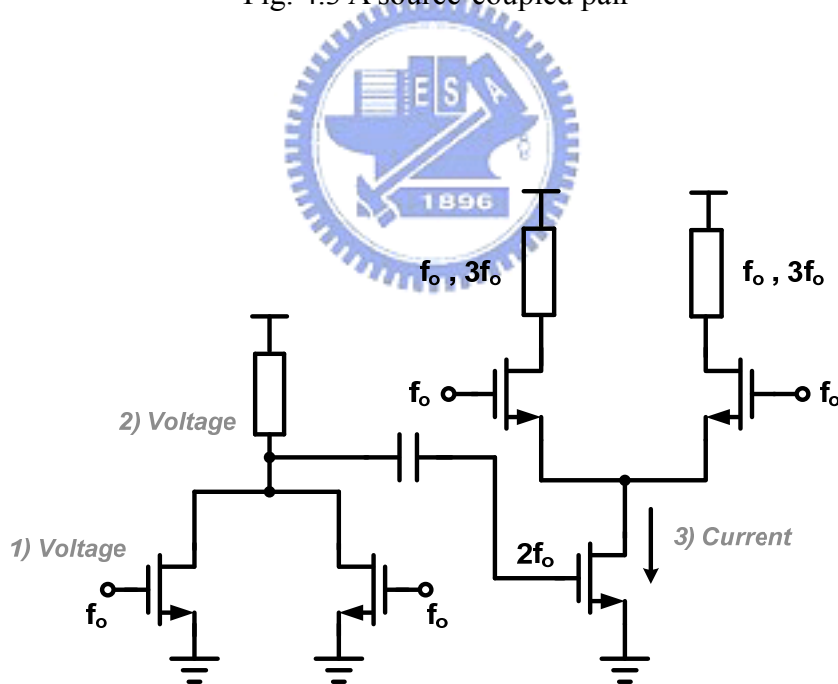 Fig. 4.3 A source-coupled pair
E S A
1896
fo , 3fo
fo , 3fo
fo
fo
2) Voltage
1) Voltage
3) Current
2fo
fo
fo